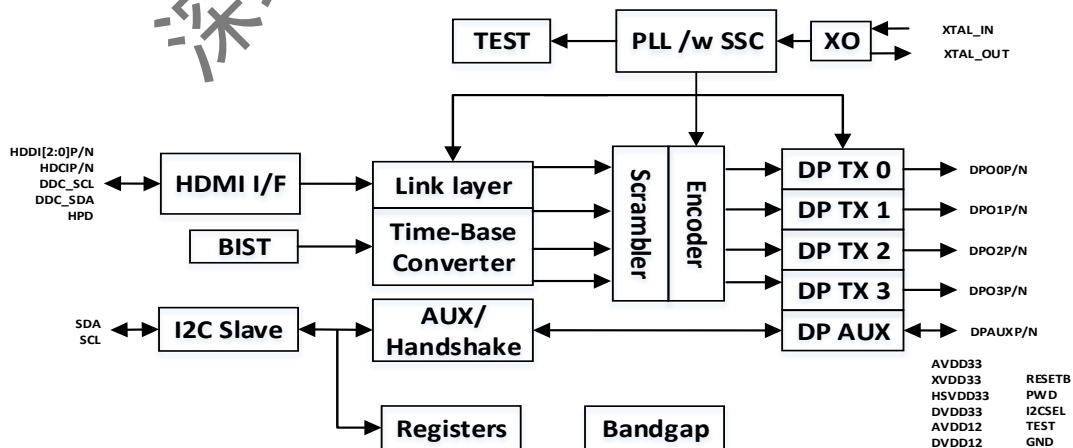 深
TEST
PLL /w SSC
XO
XTAL_IN
XTAL_OUT
HDDI[2:0]P/N
HDCIP/N
DDC_SCL
DDC_SDA
HPD
HDMI I/F
BIST
Link layer
Time-Base
Converter
Scrambler
Encoder
DP TX 0
DP TX 1
DP TX 2
DP TX 3
DP AUX
DPO0P/N
DPO1P/N
DPO2P/N
DPO3P/N
DPAUXP/N
SDA
SCL
I2C Slave
AUX/
Handshake
Registers
Bandgap
AVDD33
XVDD33 RESETB
HSVDD33 PWD
DVDD33 I2CSEL
AVDD12 TEST
DVDD12 GND